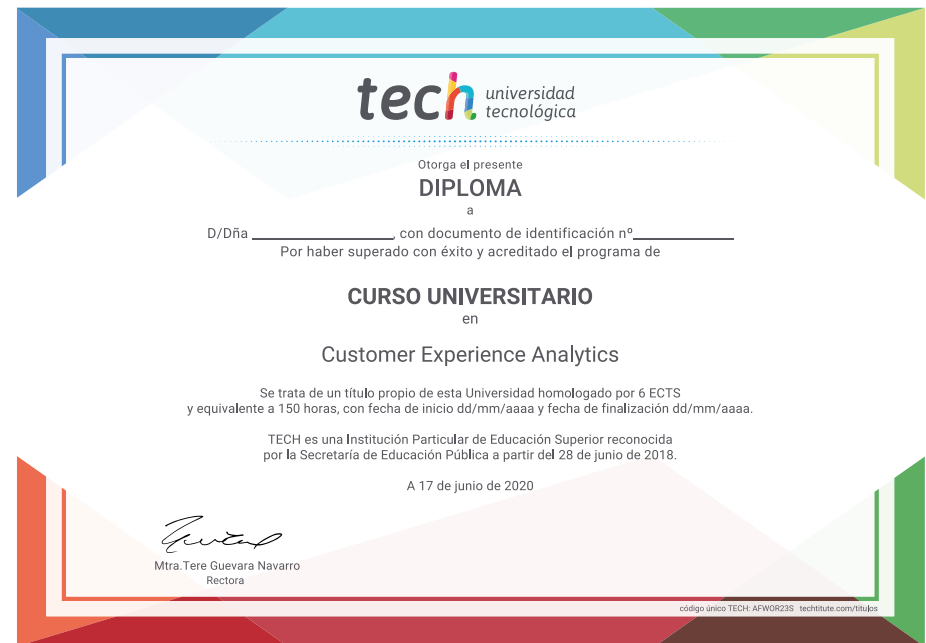 tech universidad
tecnológica
Otorga el presente
DIPLOMA
a
D/Dña ____________________, con documento de identificación nº______________
Por haber superado con éxito y acreditado el programa de
CURSO UNIVERSITARIO
en
Customer Experience Analytics
Se trata de un título propio de esta Universidad homologado por 6 ECTS
y equivalente a 150 horas, con fecha de inicio dd/mm/aaaa y fecha de finalización dd/mm/aaaa.
TECH es una Institución Particular de Educación Superior reconocida
por la Secretaría de Educación Pública a partir del 28 de junio de 2018.
A 17 de junio de 2020
Mtra.Tere Guevara Navarro
Rectora
código único TECH: AFWOR23S techtitute.com/titulos